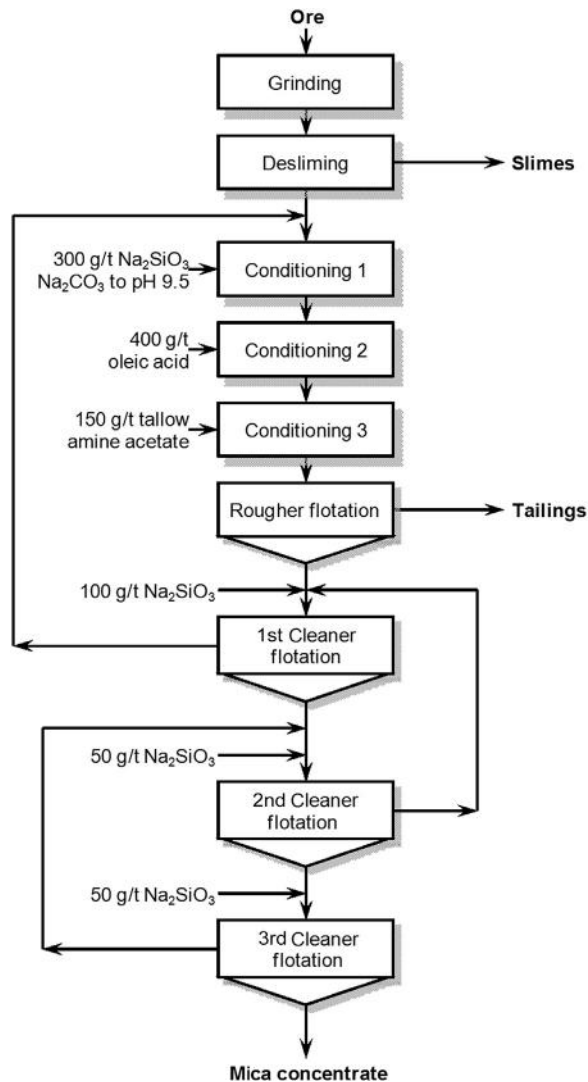 Ore
Grinding
Desliming
Slimes
300 g/t Na₂SiO₃
Na₂CO₃ to pH 9.5
Conditioning 1
400 g/t
oleic acid
Conditioning 2
150 g/t tallow
amine acetate
Conditioning 3
Rougher flotation
Tailings
100 g/t Na₂SiO₃
1st Cleaner
flotation
50 g/t Na₂SiO₃
2nd Cleaner
flotation
50 g/t Na₂SiO₃
3rd Cleaner
flotation
Mica concentrate